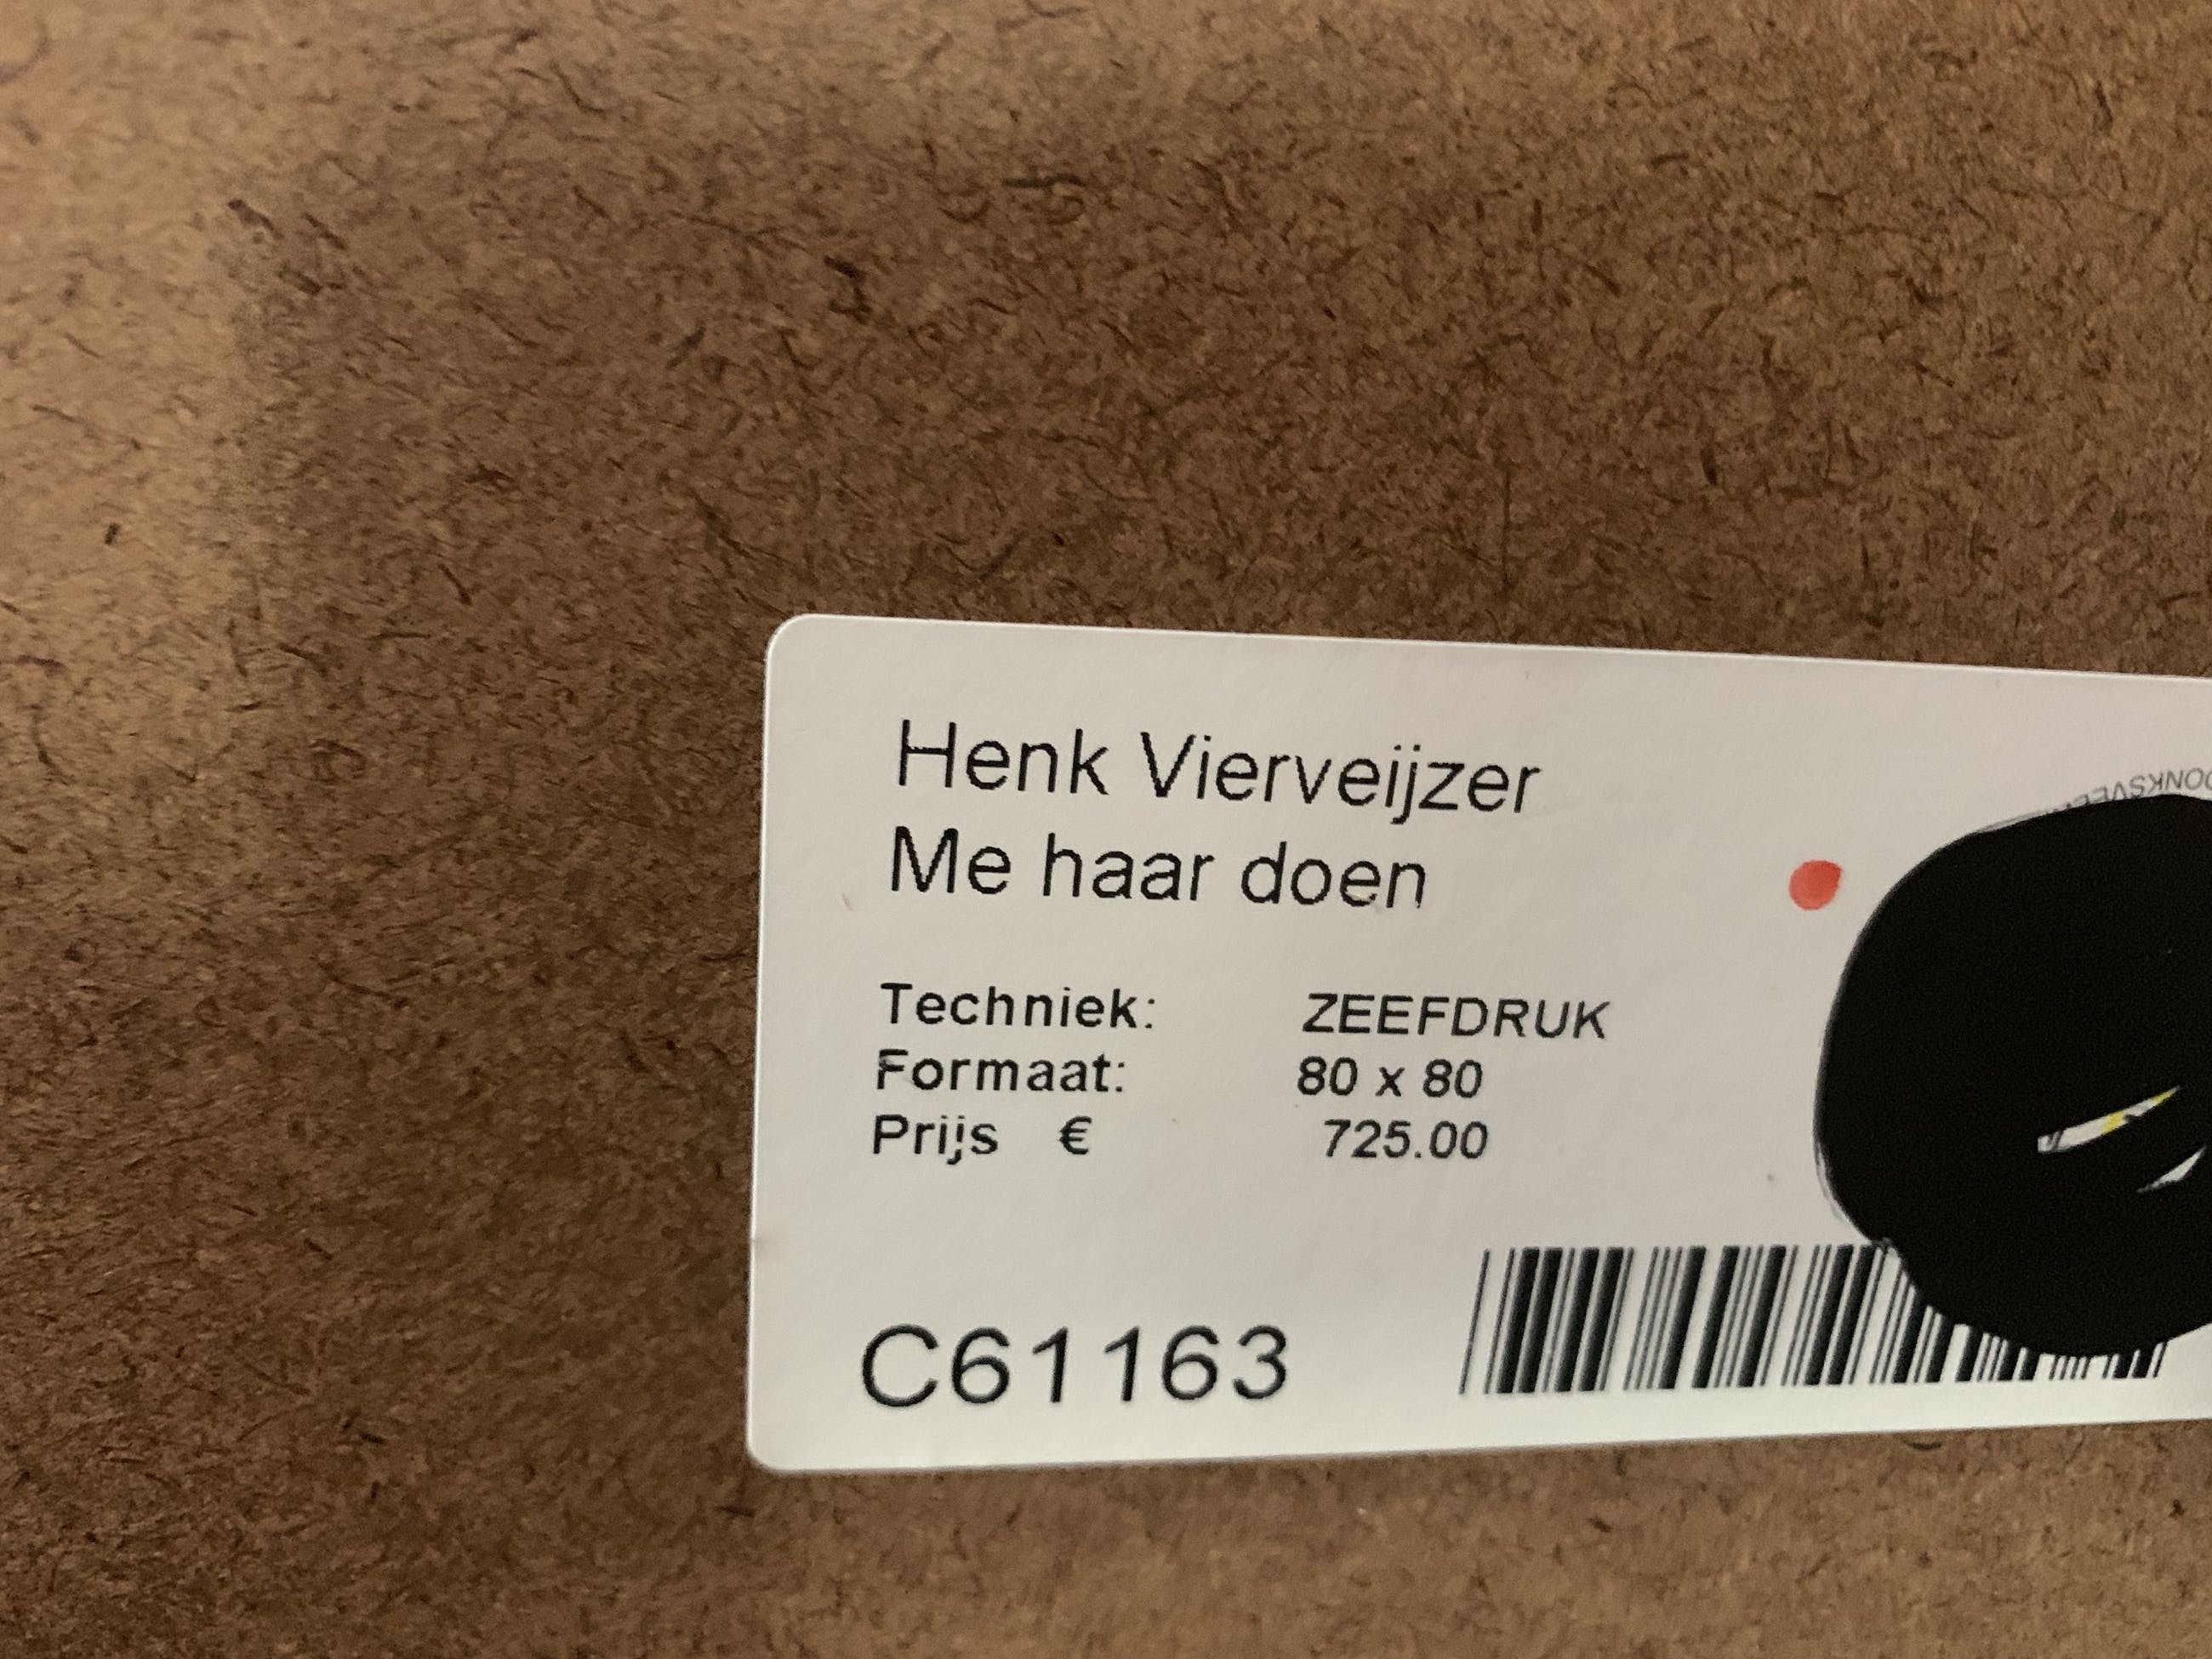 Henk Vierveijzer
Me haar doen
Techniek: ZEEFDRUK
Formaat: 80 x 80
Prijs € 725.00
C61163